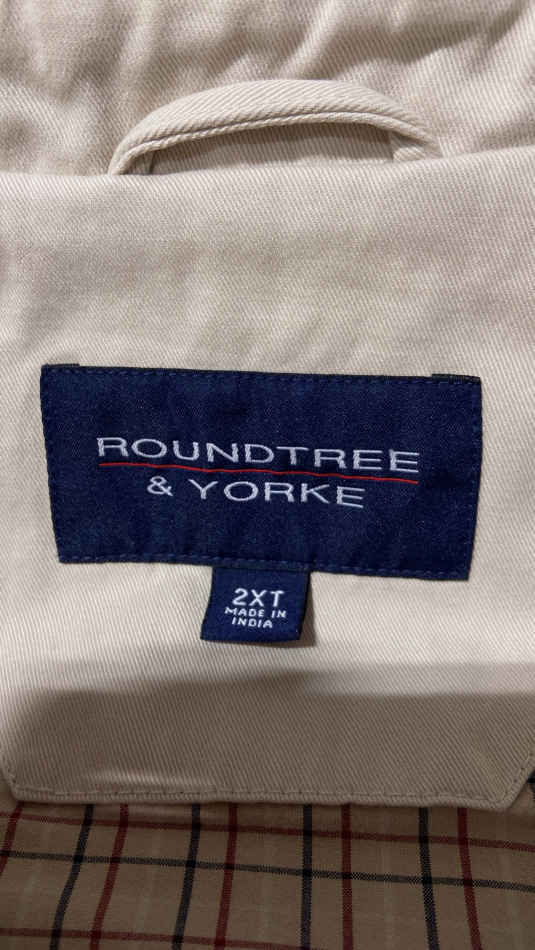 ROUNDTREE
& YORKE
2XT
MADE IN
INDIA